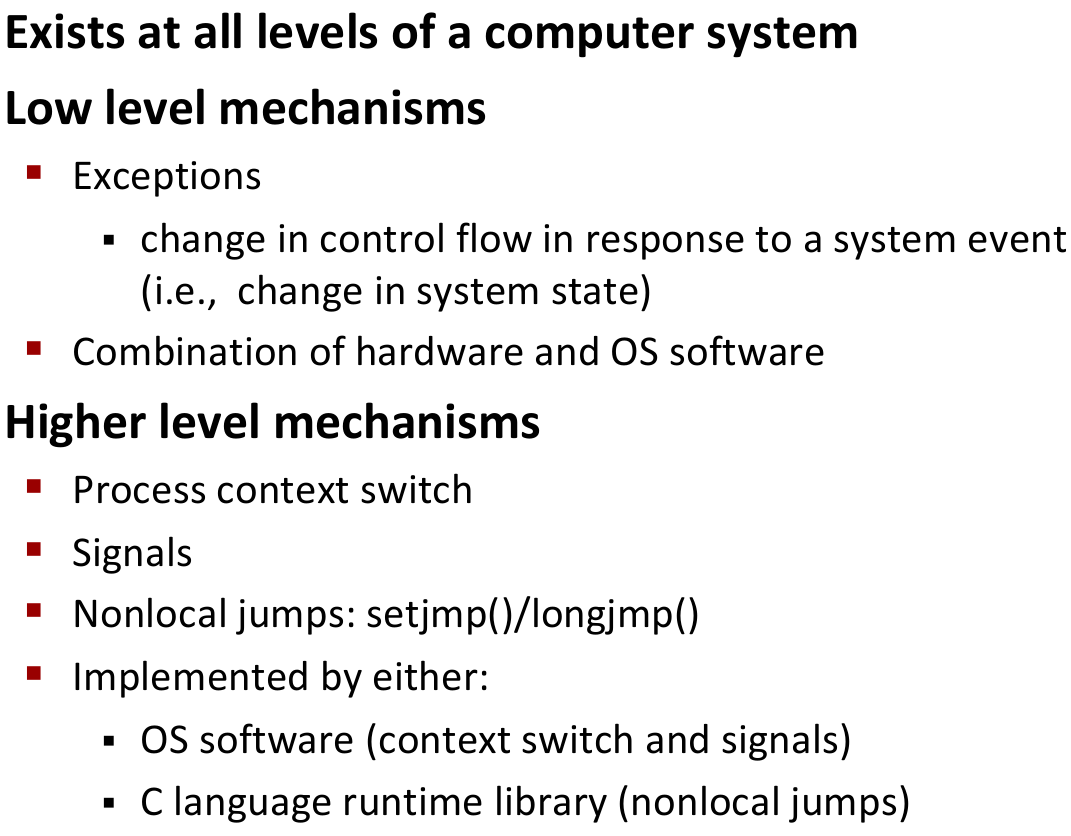 Exists at all levels of a computer system
Low level mechanisms
▪ Exceptions
▪ change in control flow in response to a system event
(i.e.,  change in system state)
▪ Combination of hardware and OS software
Higher level mechanisms
▪ Process context switch
▪ Signals
▪ Nonlocal jumps: setjmp()/longjmp()
▪ Implemented by either:
▪ OS software (context switch and signals)
▪ C language runtime library (nonlocal jumps)